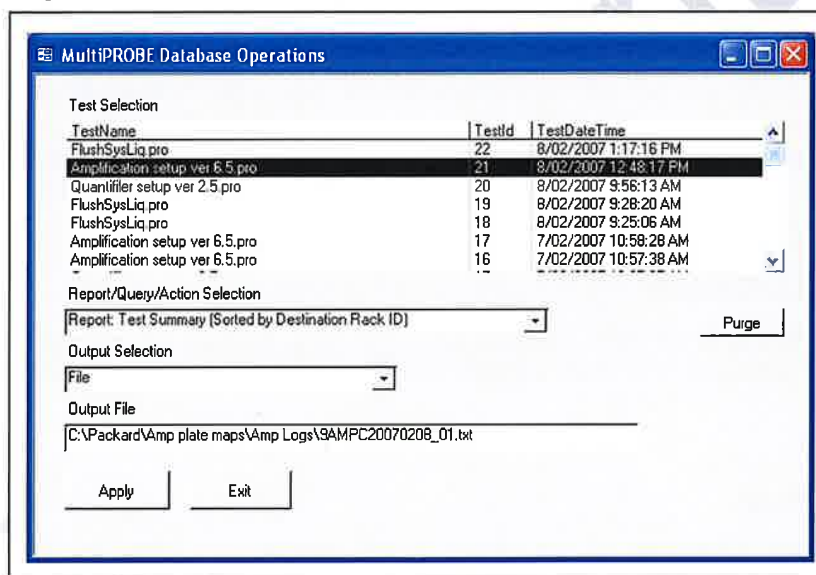 MultiPROBE Database Operations
Test Selection
TestName TestId TestDateTime
FlushSysLiq.pro 22 8/02/2007 1:17:16 PM
Amplification setup ver 6.5.pro 21 8/02/2007 12:48:17 PM
Quantifiler setup ver 2.5.pro 20 8/02/2007 9:56:13 AM
FlushSysLiq.pro 19 8/02/2007 9:28:20 AM
FlushSysLiq.pro 18 8/02/2007 9:25:06 AM
Amplification setup ver 6.5.pro 17 7/02/2007 10:58:28 AM
Amplification setup ver 6.5.pro 16 7/02/2007 10:57:38 AM
Report/Query/Action Selection
Report: Test Summary (Sorted by Destination Rack ID)
Purge
Output Selection
File
Output File
C:\Packard\Amp plate maps\Amp Logs\9AMPC20070208_01.txt
Apply Exit